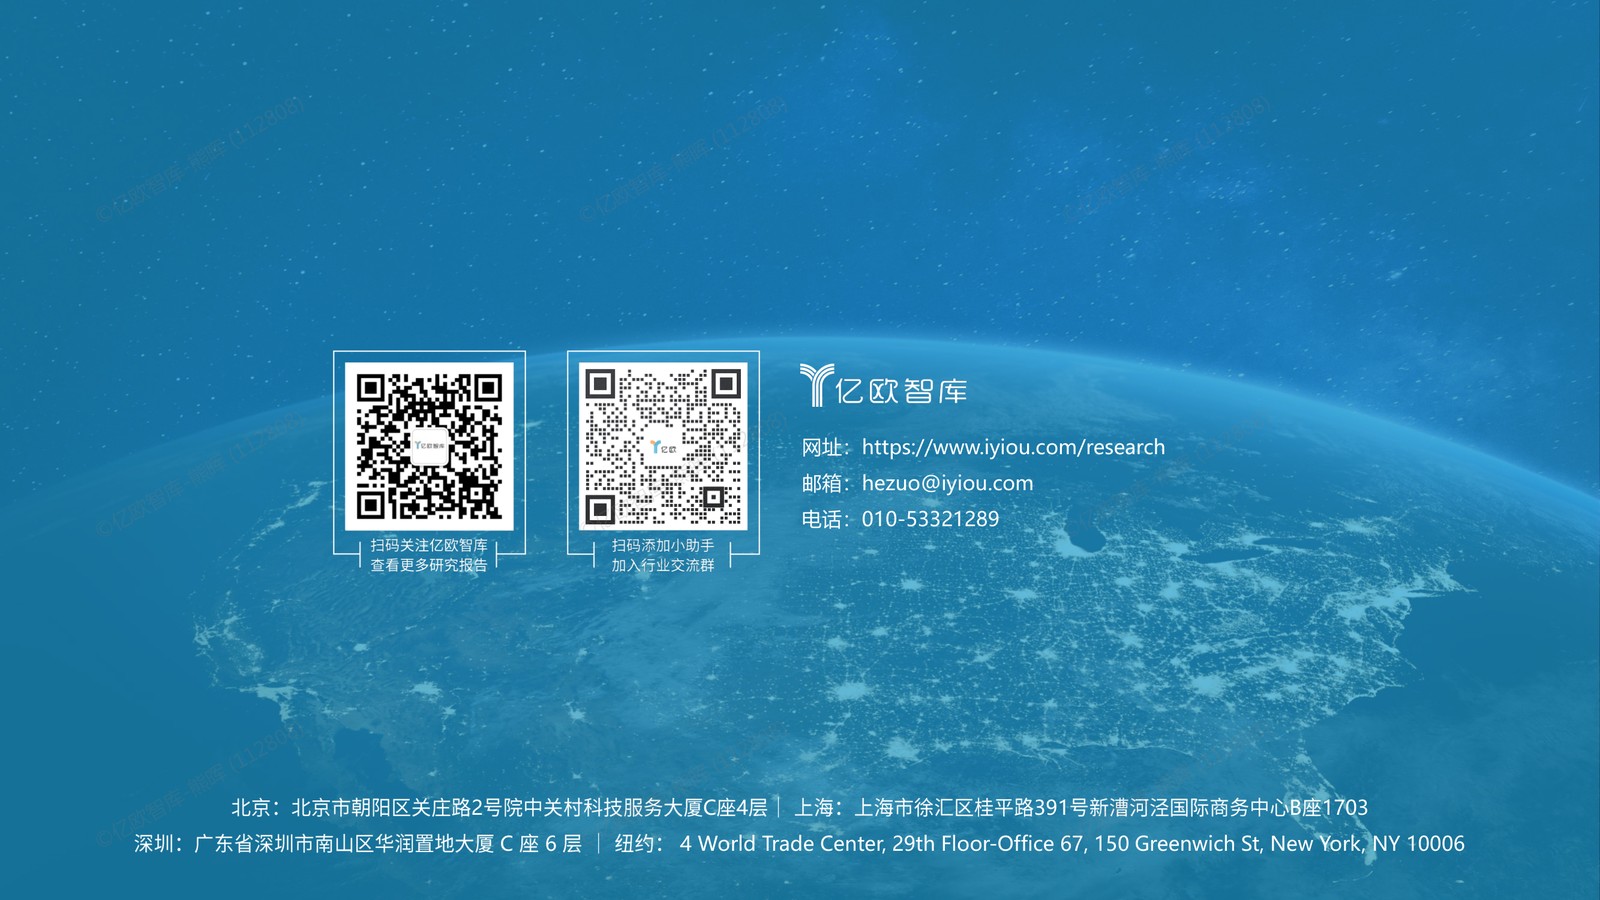 亿欧智库
网址：https://www.iyiou.com/research
邮箱：hezuo@iyiou.com
电话：010-53321289
亿欧智库
亿欧
扫码关注亿欧智库
查看更多研究报告
扫码添加小助手
加入行业交流群
北京：北京市朝阳区关庄路2号院中关村科技服务大厦C座4层｜ 上海：上海市徐汇区桂平路391号新漕河泾国际商务中心B座1703
深圳：广东省深圳市南山区华润置地大厦 C 座 6 层 ｜ 纽约： 4 World Trade Center, 29th Floor-Office 67, 150 Greenwich St, New York, NY 10006